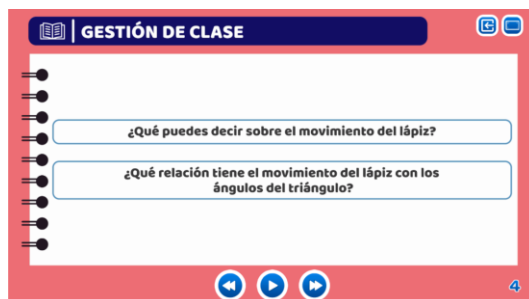 GESTIÓN DE CLASE
¿Qué puedes decir sobre el movimiento del lápiz?
¿Qué relación tiene el movimiento del lápiz con los
ángulos del triángulo?
4